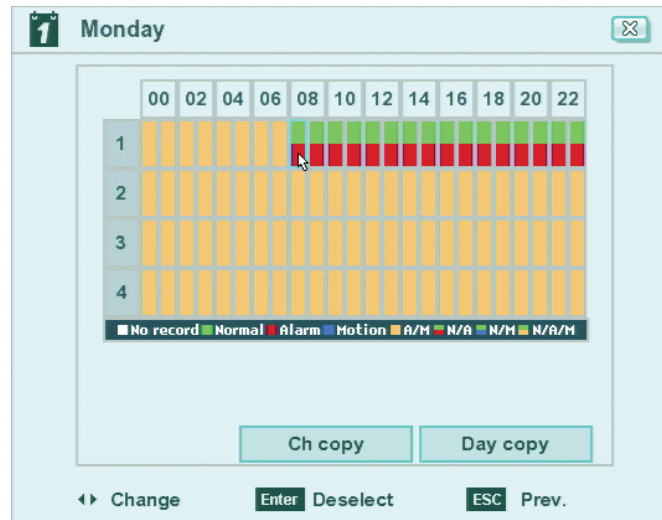 1 Monday
00 02 04 06 08 10 12 14 16 18 20 22
1
2
3
4
No record Normal Alarm Motion A/M N/A N/M N/A/M
Ch copy Day copy
Change Enter Deselect ESC Prev.